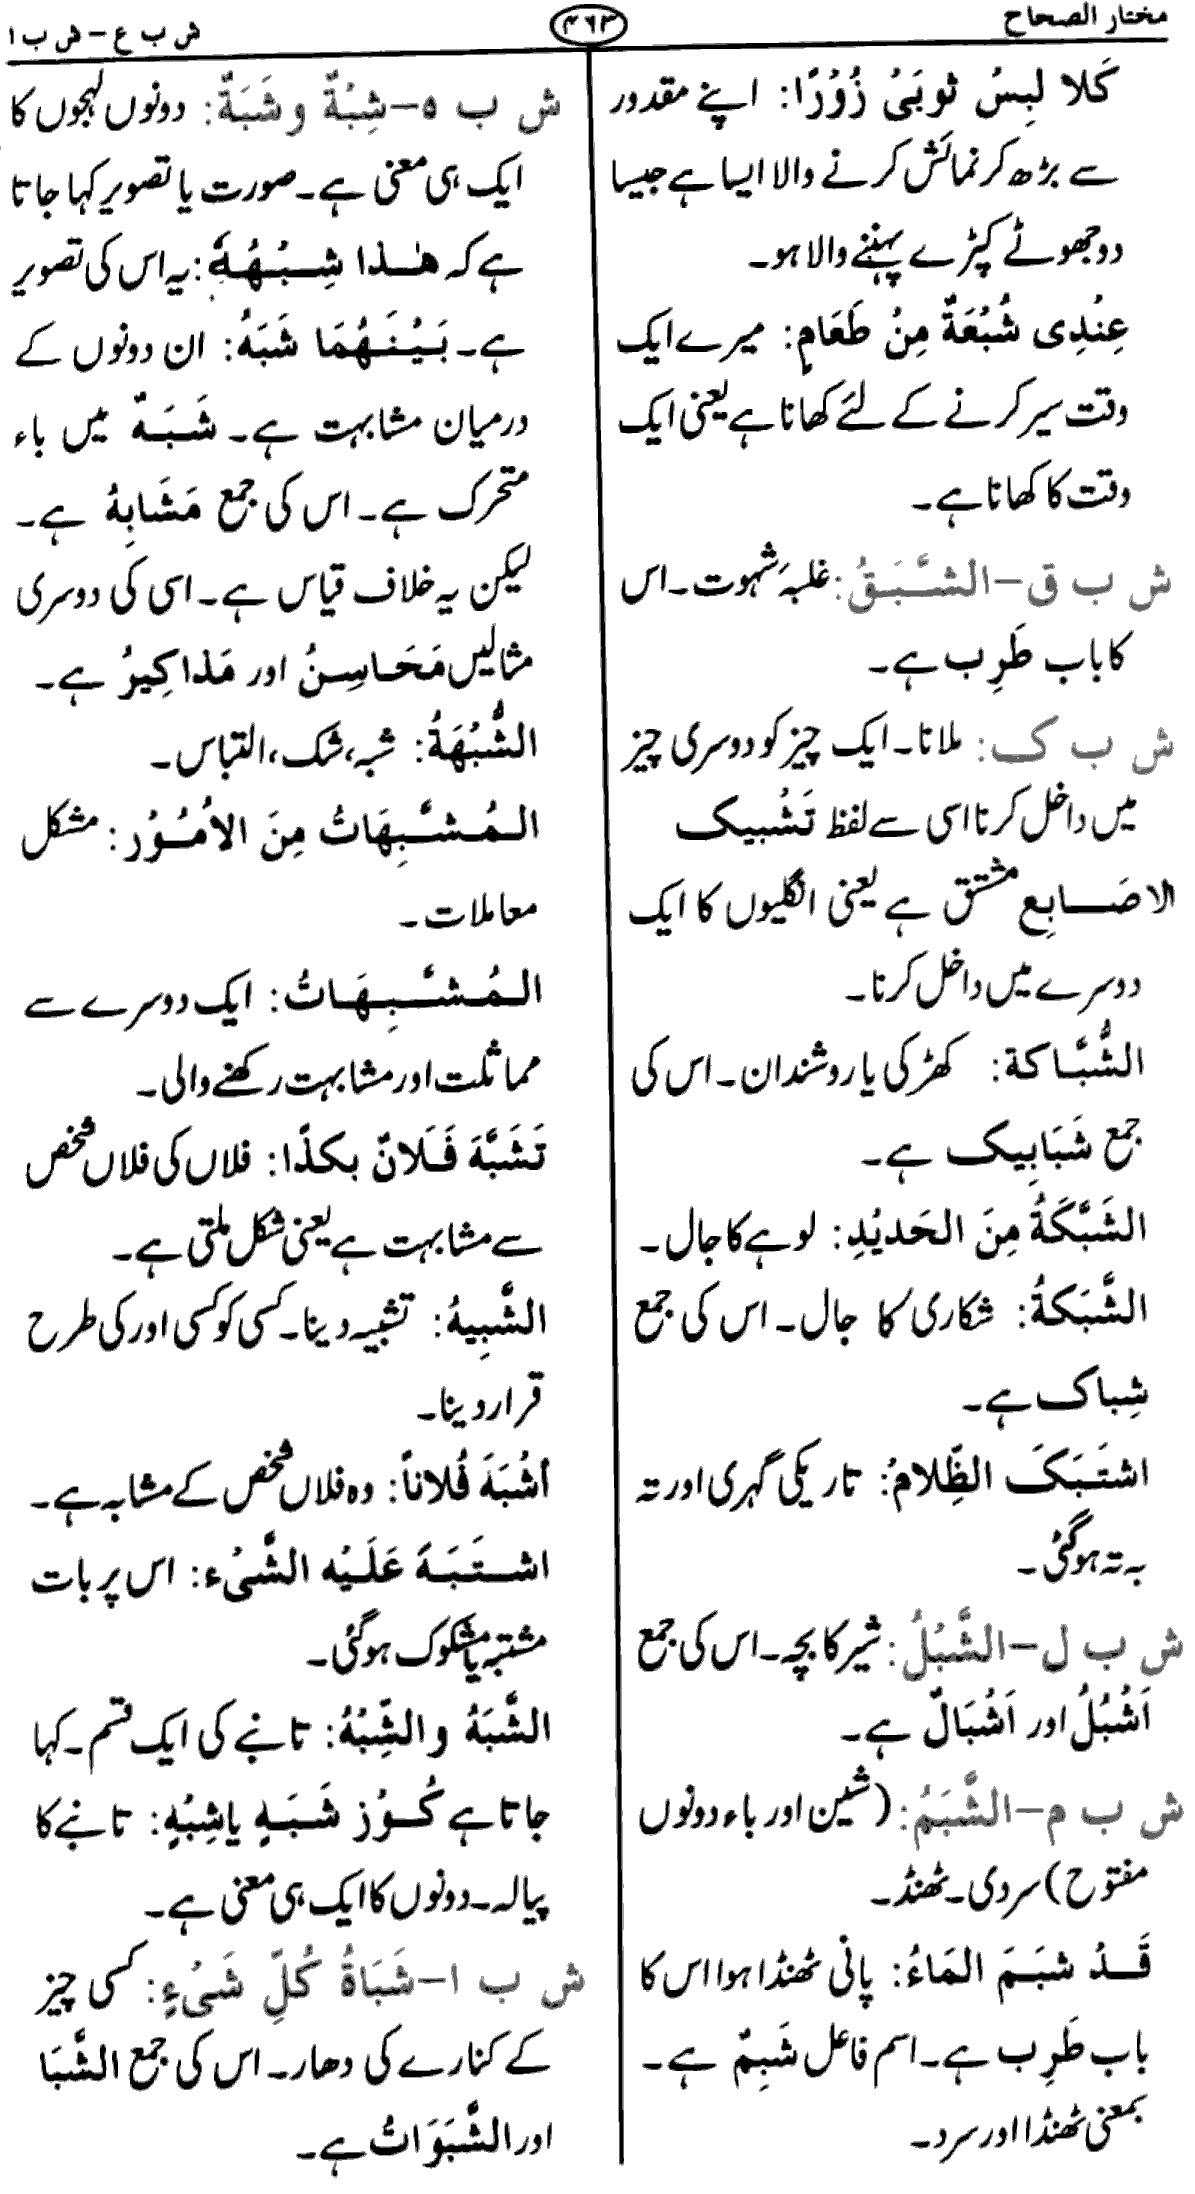 مختار الصحاح
۴۶۳
ش ب ع – ش ب ا
كَلا لبِسُ ثوبَىُ زُوُرًا: اپنے مقدور
سے بڑھ کر نمائش کرنے والا ایسا ہے جیسا
دو جھوٹے کپڑے پہننے والا ہو۔
عِنُدِى شُبُعَةٌ مِنُ طَعَامٍ: میرے ایک
وقت سیر کرنے کے لئے کھانا ہے یعنی ایک
وقت کا کھانا ہے۔
ش ب ق – الشَّبَقُ: غلبہَ شہوت۔ اس
کا باب طَرِب ہے۔
ش ب ک: ملانا۔ ایک چیز کو دوسری چیز
میں داخل کرنا اسی سے لفظ تَشُبيک
الاصَابِع مشتق ہے یعنی انگلیوں کا ایک
دوسرے میں داخل کرنا۔
الشُّبَّاكة: کھڑکی یا روشندان۔ اس کی
جمع شَبَابِيک ہے۔
الشَبَّكَةُ مِنَ الحَديُدِ: لوہے کا جال۔
الشَّبَكةُ: شکاری کا جال۔ اس کی جمع
شِباک ہے۔
اشتَبَکَ الظِّلامُ: تاریکی گہری اور تہ
بہ تہ ہوگئی۔
ش ب ل – الشَّبُلُ: شیر کا بچہ۔ اس کی جمع
اَشُبُلُ اور اَشُبَالٌ ہے۔
ش ب م – الشَّبَمُ: (شین اور باء دونوں
مفتوح) سردی۔ ٹھنڈ۔
قَدُ شبَمَ المَاءُ: پانی ٹھنڈا ہوا اس کا
باب طَرِب ہے۔ اسم فاعل شَبِمٌ ہے۔
بمعنی ٹھنڈا اور سرد۔
ش ب ہ – شِبُهٌ و شَبَهٌ: دونوں لہجوں کا
ایک ہی معنی ہے۔ صورت یا تصویر کہا جاتا
ہے کہ هٰذا شِبُهُهٗ: یہ اس کی تصویر
ہے۔ بَيُنَهُمَا شَبَهُ: ان دونوں کے
درمیان مشابہت ہے۔ شَبَهٌ میں باء
متحرک ہے۔ اس کی جمع مَشَابِهُ ہے۔
لیکن یہ خلاف قیاس ہے۔ اسی کی دوسری
مثالیں مَحَاسِنُ اور مَذاكِيرُ ہے۔
الشُّبُهَةُ: شبہ، شک، التباس۔
المُشَبِّهَاتُ مِنَ الاُمُوُر: مشکل
معاملات۔
المُشَبِهَاتُ: ایک دوسرے سے
مماثلت اور مشابہت رکھنے والی۔
تَشَبَّهَ فَلَانٌ بكذَا: فلاں کی فلاں شخص
سے مشابہت ہے یعنی شکل ملتی ہے۔
الشَّبِيهُ: تشبیہ دینا۔ کسی کو کسی اور کی طرح
قرار دینا۔
اَشُبَهَ فُلاناً: وہ فلاں شخص کے مشابہ ہے۔
اشتَبَهَ عَلَيُه الشَّىُء: اس پر بات
مشتبہ یا مشکوک ہوگئی۔
الشَّبَهُ والشِّبُهُ: تانبے کی ایک قسم۔ کہا
جاتا ہے كُوُز شَبَهٍ یا شِبُهٍ: تانبے کا
پیالہ۔ دونوں کا ایک ہی معنی ہے۔
ش ب ا – شَبَاةُ كُلِّ شَىُءٍ: کسی چیز
کے کنارے کی دھار۔ اس کی جمع الشَّبَا
اور الشَّبَوَاتُ ہے۔